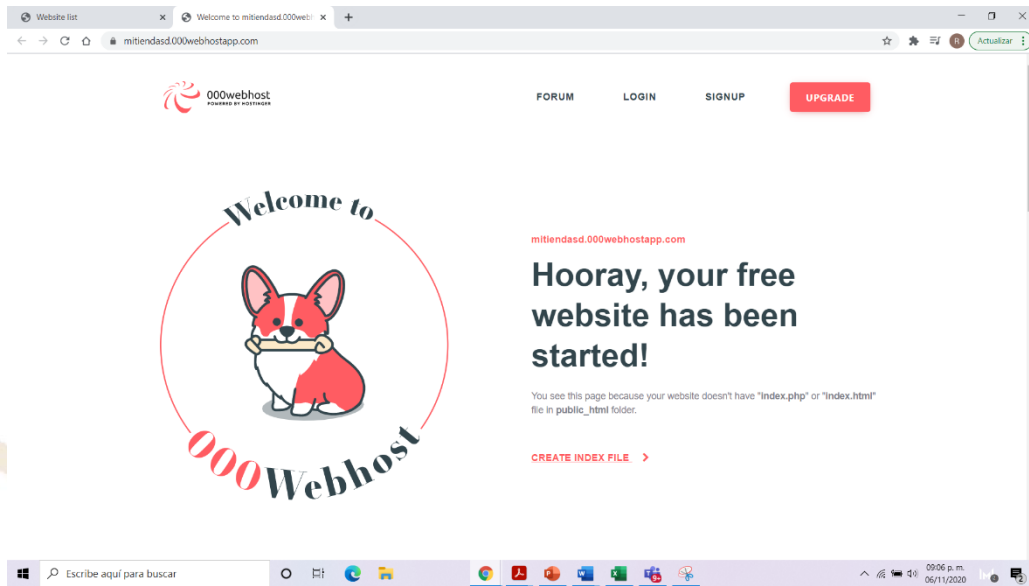 Website list
Welcome to mitiendasd.000webh
mitiendasd.000webhostapp.com
R
Actualizar
000webhost
POWERED BY HOSTINGER
FORUM
LOGIN
SIGNUP
UPGRADE
Welcome to
000Webhost
mitiendasd.000webhostapp.com
Hooray, your free
website has been
started!
You see this page because your website doesn't have "index.php" or "index.html"
file in public_html folder.
CREATE INDEX FILE
Escribe aquí para buscar
09:06 p. m.
06/11/2020